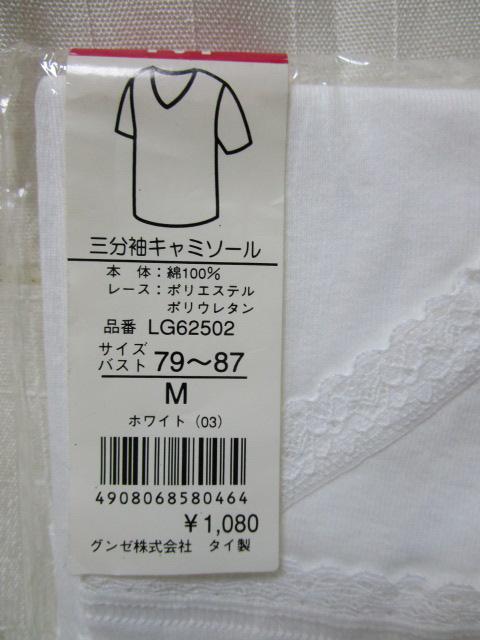 三分袖キャミソール
本　体：綿100%
レース：ポリエステル
ポリウレタン
品番 LG62502
サイズ
バスト 79〜87
M
ホワイト（03）
4908068580464
¥1,080
グンゼ株式会社　タイ製